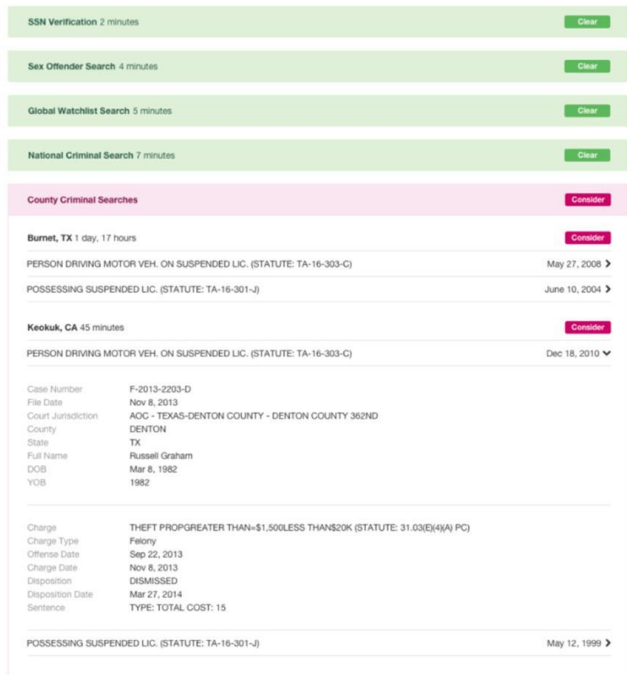 SSN Verification 2 minutes Clear
Sex Offender Search 4 minutes Clear
Global Watchlist Search 5 minutes Clear
National Criminal Search 7 minutes Clear
County Criminal Searches Consider
Burnet, TX 1 day, 17 hours Consider
PERSON DRIVING MOTOR VEH. ON SUSPENDED LIC. (STATUTE: TA-16-303-C) May 27, 2008
POSSESSING SUSPENDED LIC. (STATUTE: TA-16-301-J) June 10, 2004
Keokuk, CA 45 minutes Consider
PERSON DRIVING MOTOR VEH. ON SUSPENDED LIC. (STATUTE: TA-16-303-C) Dec 18, 2010
Case Number F-2013-2203-D
File Date Nov 8, 2013
Court Jurisdiction AOC - TEXAS-DENTON COUNTY - DENTON COUNTY 362ND
County DENTON
State TX
Full Name Russell Graham
DOB Mar 8, 1982
YOB 1982
Charge THEFT PROPGREATER THAN=$1,500LESS THAN$20K (STATUTE: 31.03(E)(4)(A) PC)
Charge Type Felony
Offense Date Sep 22, 2013
Charge Date Nov 8, 2013
Disposition DISMISSED
Disposition Date Mar 27, 2014
Sentence TYPE: TOTAL COST: 15
POSSESSING SUSPENDED LIC. (STATUTE: TA-16-301-J) May 12, 1999